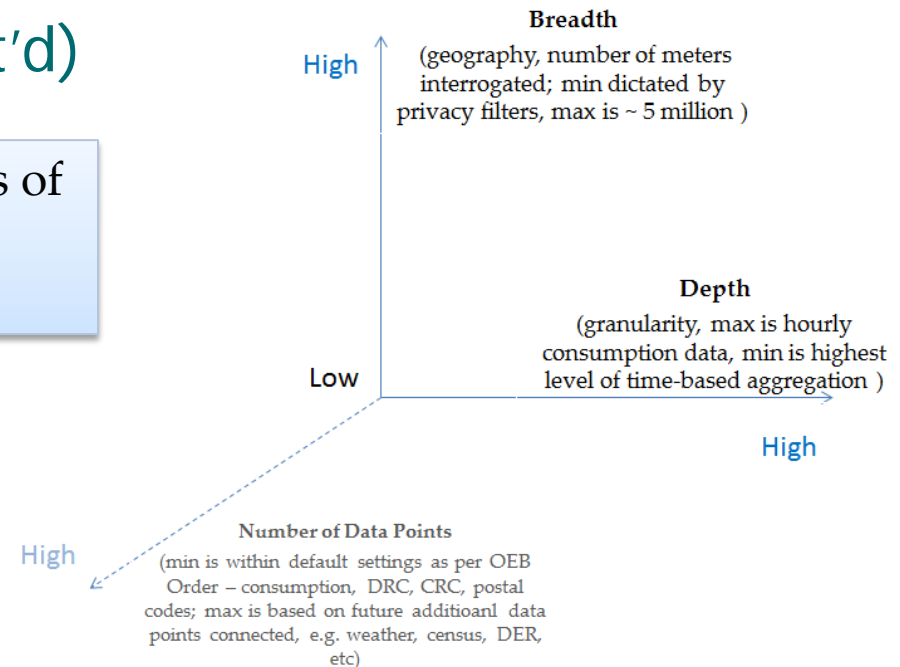 t'd)
s of
Breadth
High
(geography, number of meters
interrogated; min dictated by
privacy filters, max is ~ 5 million )
Depth
(granularity, max is hourly
consumption data, min is highest
level of time-based aggregation )
Low
High
Number of Data Points
High
(min is within default settings as per OEB
Order – consumption, DRC, CRC, postal
codes; max is based on future additioanl data
points connected, e.g. weather, census, DER,
etc)